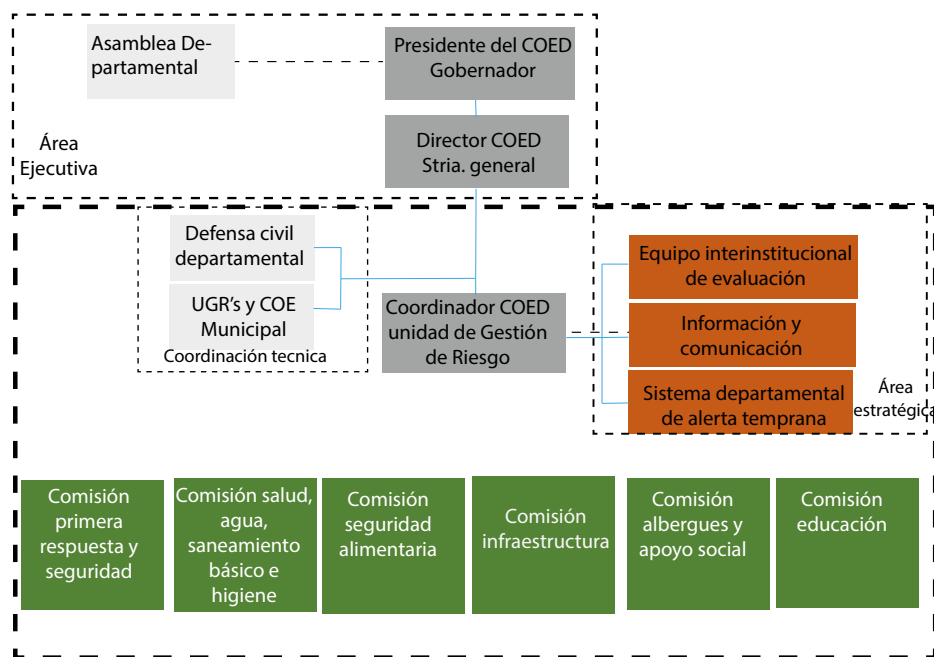 Asamblea De-
partamental
Presidente del COED
Gobernador
Área
Ejecutiva
Director COED
Stria. general
Defensa civil
departamental
UGR's y COE
Municipal
Coordinación tecnica
Coordinador COED
unidad de Gestión
de Riesgo
Equipo interinstitucional
de evaluación
Información y
comunicación
Sistema departamental
de alerta temprana
Área
estratégica
Comisión
primera
respuesta y
seguridad
Comisión salud,
agua,
saneamiento
básico e
higiene
Comisión
seguridad
alimentaria
Comisión
infraestructura
Comisión
albergues y
apoyo social
Comisión
educación